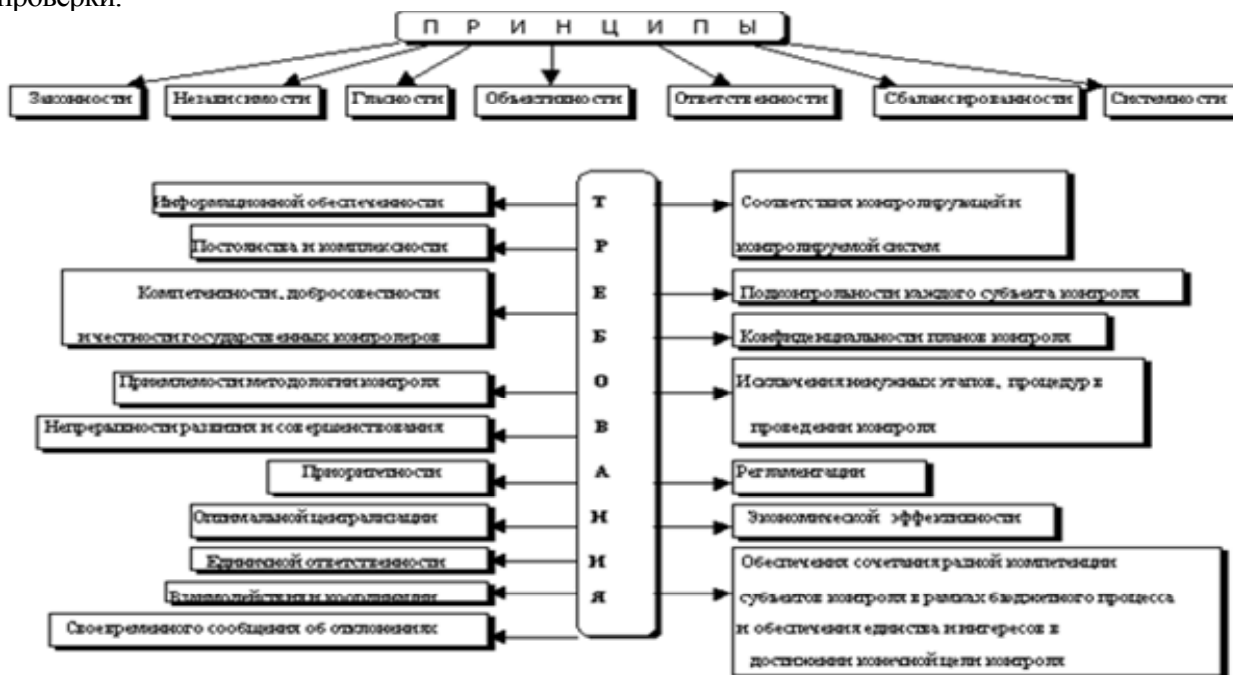 проверки.
П Р И Н Ц И П Ы
Законности
Независимости
Гласности
Объективности
Ответственности
Сбалансированности
Системности
Т Р Е Б О В А Н И Я
Информационной обеспеченности
Постоянства и комплексности
Компетентности, добросовестности
и честности государственных контролеров
Приемлемости методологии контроля
Непрерывности развития и совершенствования
Приоритетности
Оптимальной централизации
Единичной ответственности
Взаимодействия и координации
Своевременного сообщения об отклонениях
Соответствия контролирующей и
контролируемой систем
Подконтрольности каждого субъекта контроля
Конфиденциальности планов контроля
Исключения ненужных этапов, процедур в
проведении контроля
Регламентации
Экономической эффективности
Обеспечения сочетания разной компетенции
субъектов контроля в рамках бюджетного процесса
и обеспечения единства и интересов в
достижении конечной цели контроля